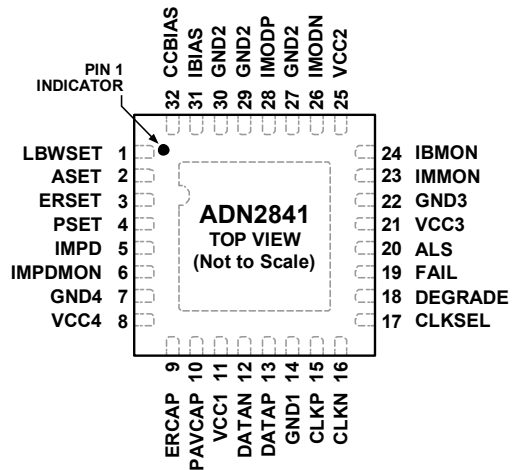 32 CCBIAS
31 IBIAS
30 GND2
29 GND2
28 IMODP
27 GND2
26 IMODN
25 VCC2
PIN 1
INDICATOR
LBWSET 1
ASET 2
ERSET 3
PSET 4
IMPD 5
IMPDMON 6
GND4 7
VCC4 8
ADN2841
TOP VIEW
(Not to Scale)
24 IBMON
23 IMMON
22 GND3
21 VCC3
20 ALS
19 FAIL
18 DEGRADE
17 CLKSEL
ERCAP 9
PAVCAP 10
VCC1 11
DATAN 12
DATAP 13
GND1 14
CLKP 15
CLKN 16